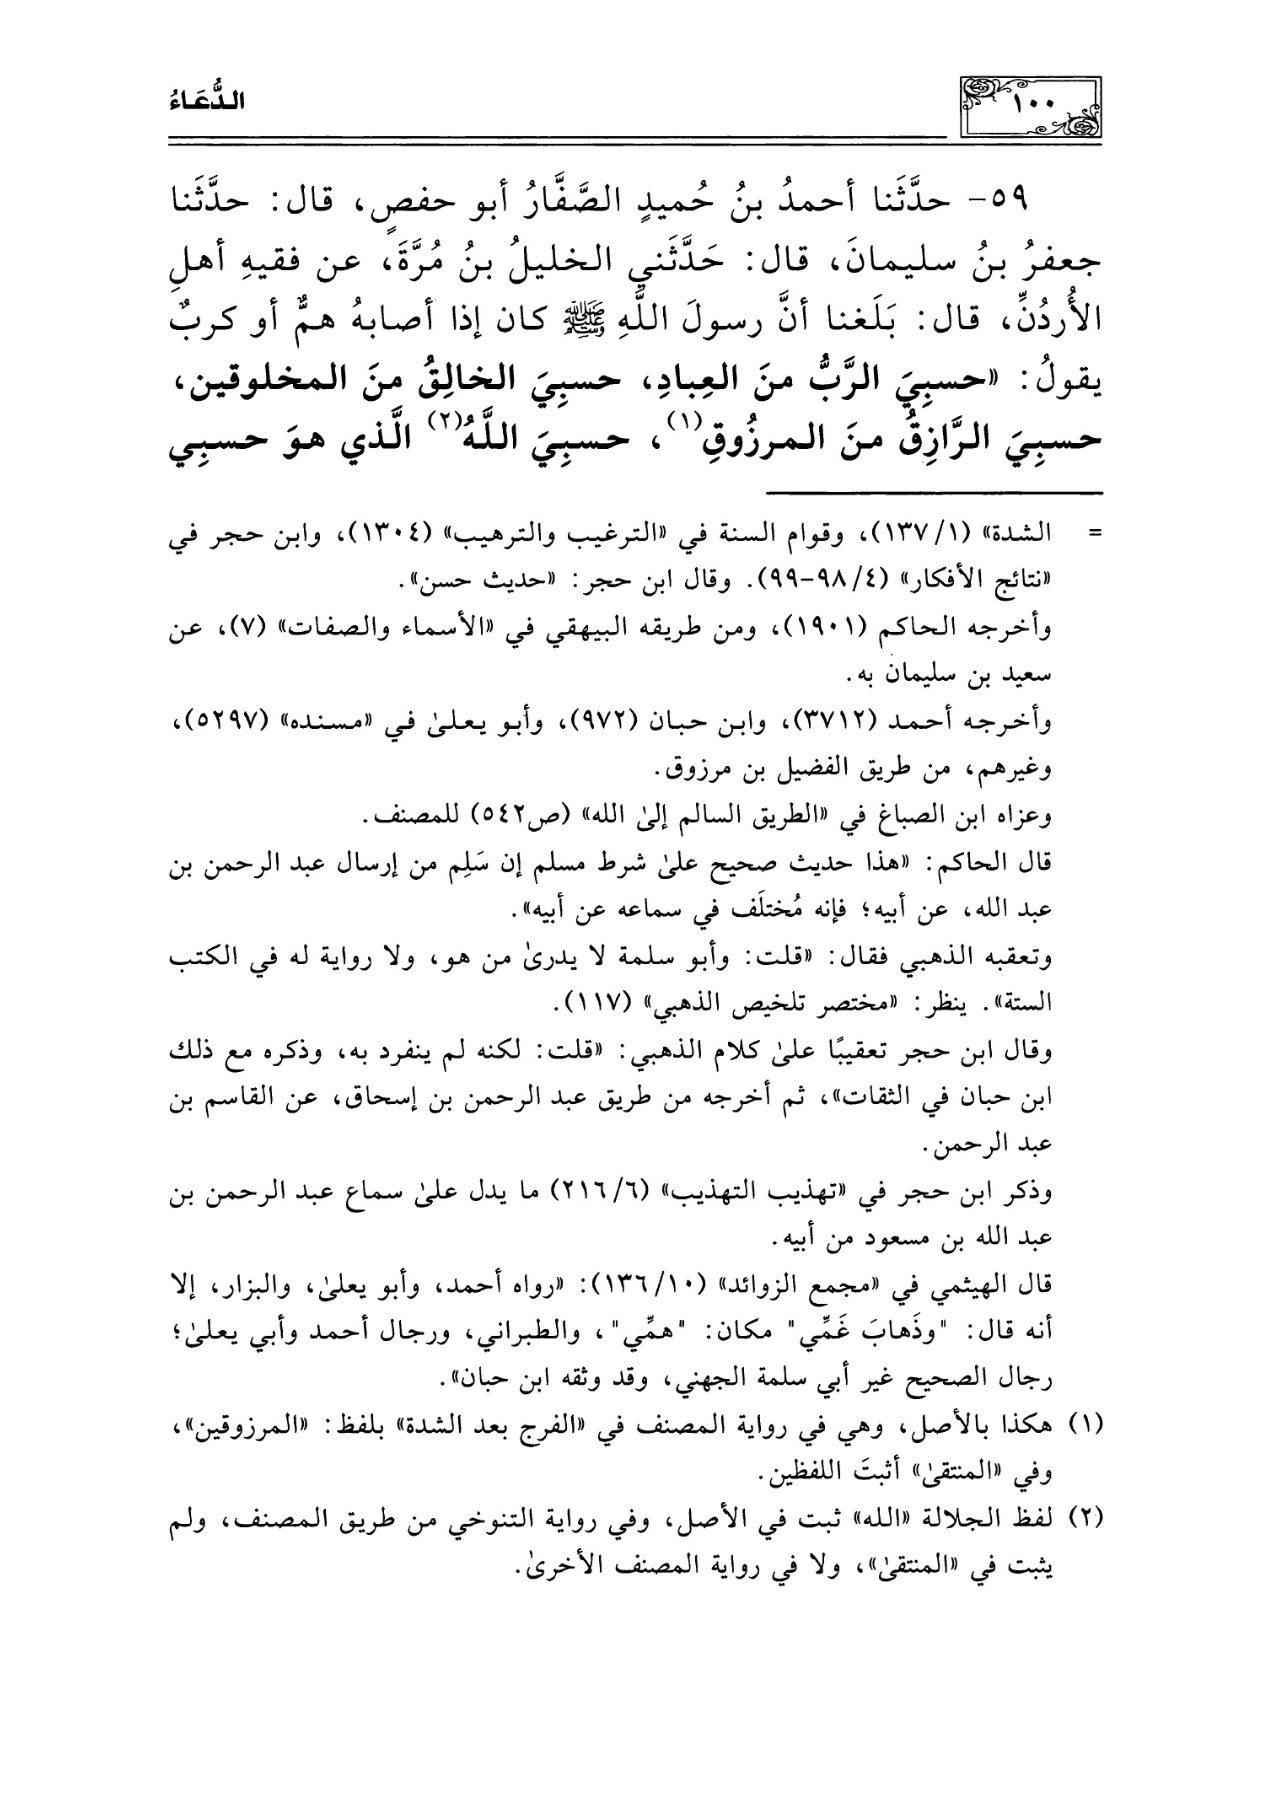 ١٠٠
الدُّعَاءُ
٥٩- حدَّثَنا أحمدُ بنُ حُميدٍ الصَّفَّارُ أبو حفصٍ، قال: حدَّثَنا
جعفرُ بنُ سليمانَ، قال: حَدَّثَني الخليلُ بنُ مُرَّةَ، عن فقيهِ أهلِ
الأُردُنِّ، قال: بَلَغنا أنَّ رسولَ اللَّهِ ﷺ كان إذا أصابهُ همٌّ أو كربٌ
يقولُ: «حسبِيَ الرَّبُّ منَ العِبادِ، حسبِيَ الخالِقُ منَ المخلوقين،
حسبِيَ الرَّازِقُ منَ المرزُوقِ(١)، حسبِيَ اللَّهُ(٢) الَّذي هوَ حسبِي
= الشدة» (١/ ١٣٧)، وقوام السنة في «الترغيب والترهيب» (١٣٠٤)، وابن حجر في
«نتائج الأفكار» (٤/ ٩٨-٩٩). وقال ابن حجر: «حديث حسن».
وأخرجه الحاكم (١٩٠١)، ومن طريقه البيهقي في «الأسماء والصفات» (٧)، عن
سعيد بن سليمان به.
وأخرجه أحمد (٣٧١٢)، وابن حبان (٩٧٢)، وأبو يعلىٰ في «مسنده» (٥٢٩٧)،
وغيرهم، من طريق الفضيل بن مرزوق.
وعزاه ابن الصباغ في «الطريق السالم إلىٰ الله» (ص٥٤٢) للمصنف.
قال الحاكم: «هذا حديث صحيح علىٰ شرط مسلم إن سَلِم من إرسال عبد الرحمن بن
عبد الله، عن أبيه؛ فإنه مُختلَف في سماعه عن أبيه».
وتعقبه الذهبي فقال: «قلت: وأبو سلمة لا يدرىٰ من هو، ولا رواية له في الكتب
الستة». ينظر: «مختصر تلخيص الذهبي» (١١٧).
وقال ابن حجر تعقيبًا علىٰ كلام الذهبي: «قلت: لكنه لم ينفرد به، وذكره مع ذلك
ابن حبان في الثقات»، ثم أخرجه من طريق عبد الرحمن بن إسحاق، عن القاسم بن
عبد الرحمن.
وذكر ابن حجر في «تهذيب التهذيب» (٦/ ٢١٦) ما يدل علىٰ سماع عبد الرحمن بن
عبد الله بن مسعود من أبيه.
قال الهيثمي في «مجمع الزوائد» (١٠/ ١٣٦): «رواه أحمد، وأبو يعلىٰ، والبزار، إلا
أنه قال: "وذَهابَ غَمِّي" مكان: "همِّي"، والطبراني، ورجال أحمد وأبي يعلىٰ؛
رجال الصحيح غير أبي سلمة الجهني، وقد وثقه ابن حبان».
(١) هكذا بالأصل، وهي في رواية المصنف في «الفرج بعد الشدة» بلفظ: «المرزوقين»،
وفي «المنتقىٰ» أثبتَ اللفظين.
(٢) لفظ الجلالة «الله» ثبت في الأصل، وفي رواية التنوخي من طريق المصنف، ولم
يثبت في «المنتقىٰ»، ولا في رواية المصنف الأخرىٰ.